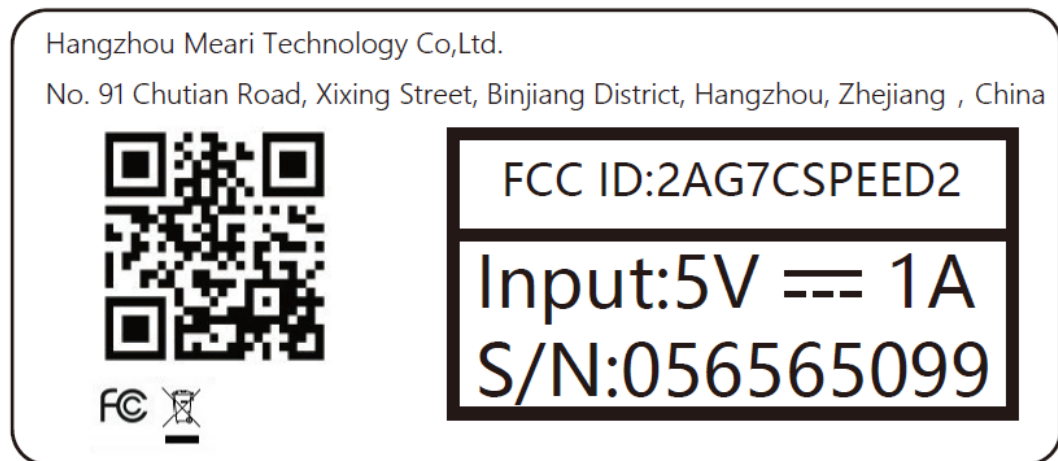 Hangzhou Meari Technology Co,Ltd.
No. 91 Chutian Road, Xixing Street, Binjiang District, Hangzhou, Zhejiang , China
FCC ID:2AG7CSPEED2
Input:5V ⎓ 1A
S/N:056565099
FC